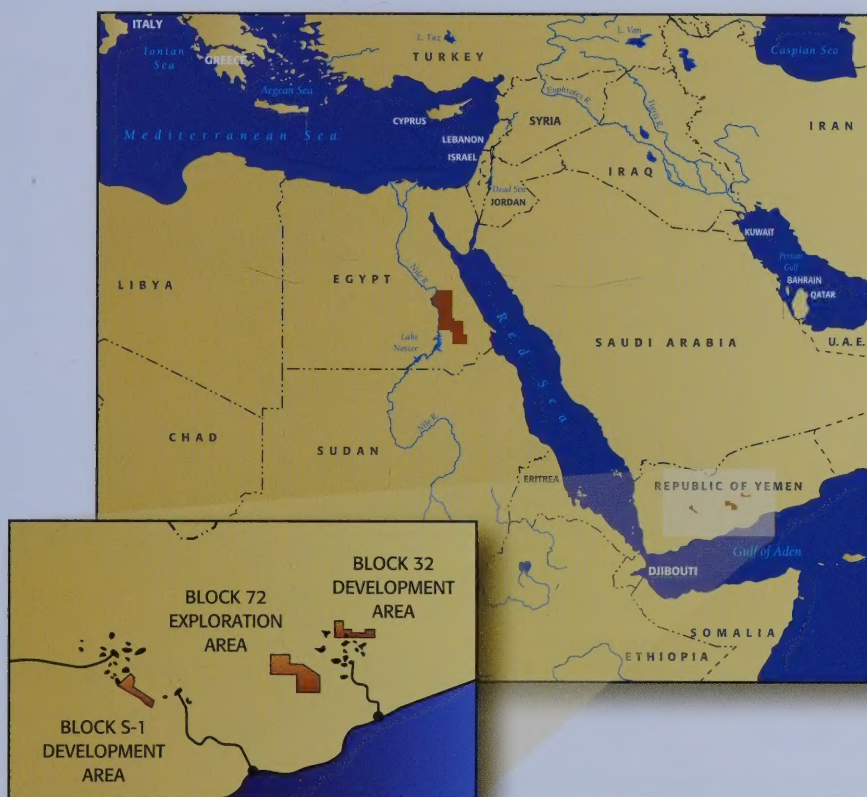 ITALY
Ionian
Sea
GREECE
Aegean Sea
Mediterranean Sea
L. Tuz
TURKEY
L. Van
Caspian Sea
CYPRUS
LEBANON
ISRAEL
SYRIA
Euphrates R.
Tigris R.
IRAQ
IRAN
Dead Sea
JORDAN
KUWAIT
Persian
Gulf
BAHRAIN
QATAR
U.A.E.
LIBYA
EGYPT
Nile R.
Lake
Nasser
Red Sea
SAUDI ARABIA
CHAD
SUDAN
Nile R.
ERITREA
REPUBLIC OF YEMEN
Gulf of Aden
DJIBOUTI
SOMALIA
ETHIOPIA
BLOCK 32
DEVELOPMENT
AREA
BLOCK 72
EXPLORATION
AREA
BLOCK S-1
DEVELOPMENT
AREA